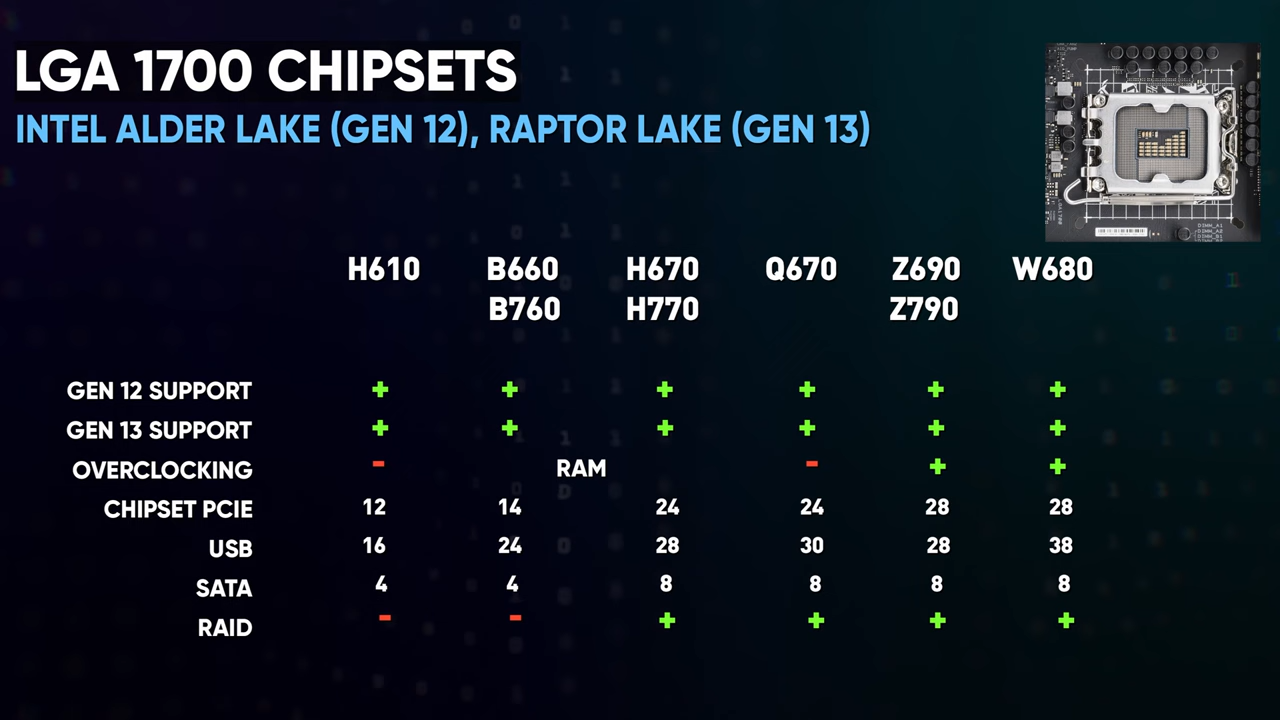 LGA 1700 CHIPSETS
INTEL ALDER LAKE (GEN 12), RAPTOR LAKE (GEN 13)
H610 B660 H670 Q670 Z690 W680
B760 H770 Z790
GEN 12 SUPPORT + + + + + +
GEN 13 SUPPORT + + + + + +
OVERCLOCKING - RAM - + +
CHIPSET PCIE 12 14 24 24 28 28
USB 16 24 28 30 28 38
SATA 4 4 8 8 8 8
RAID - - + + + +